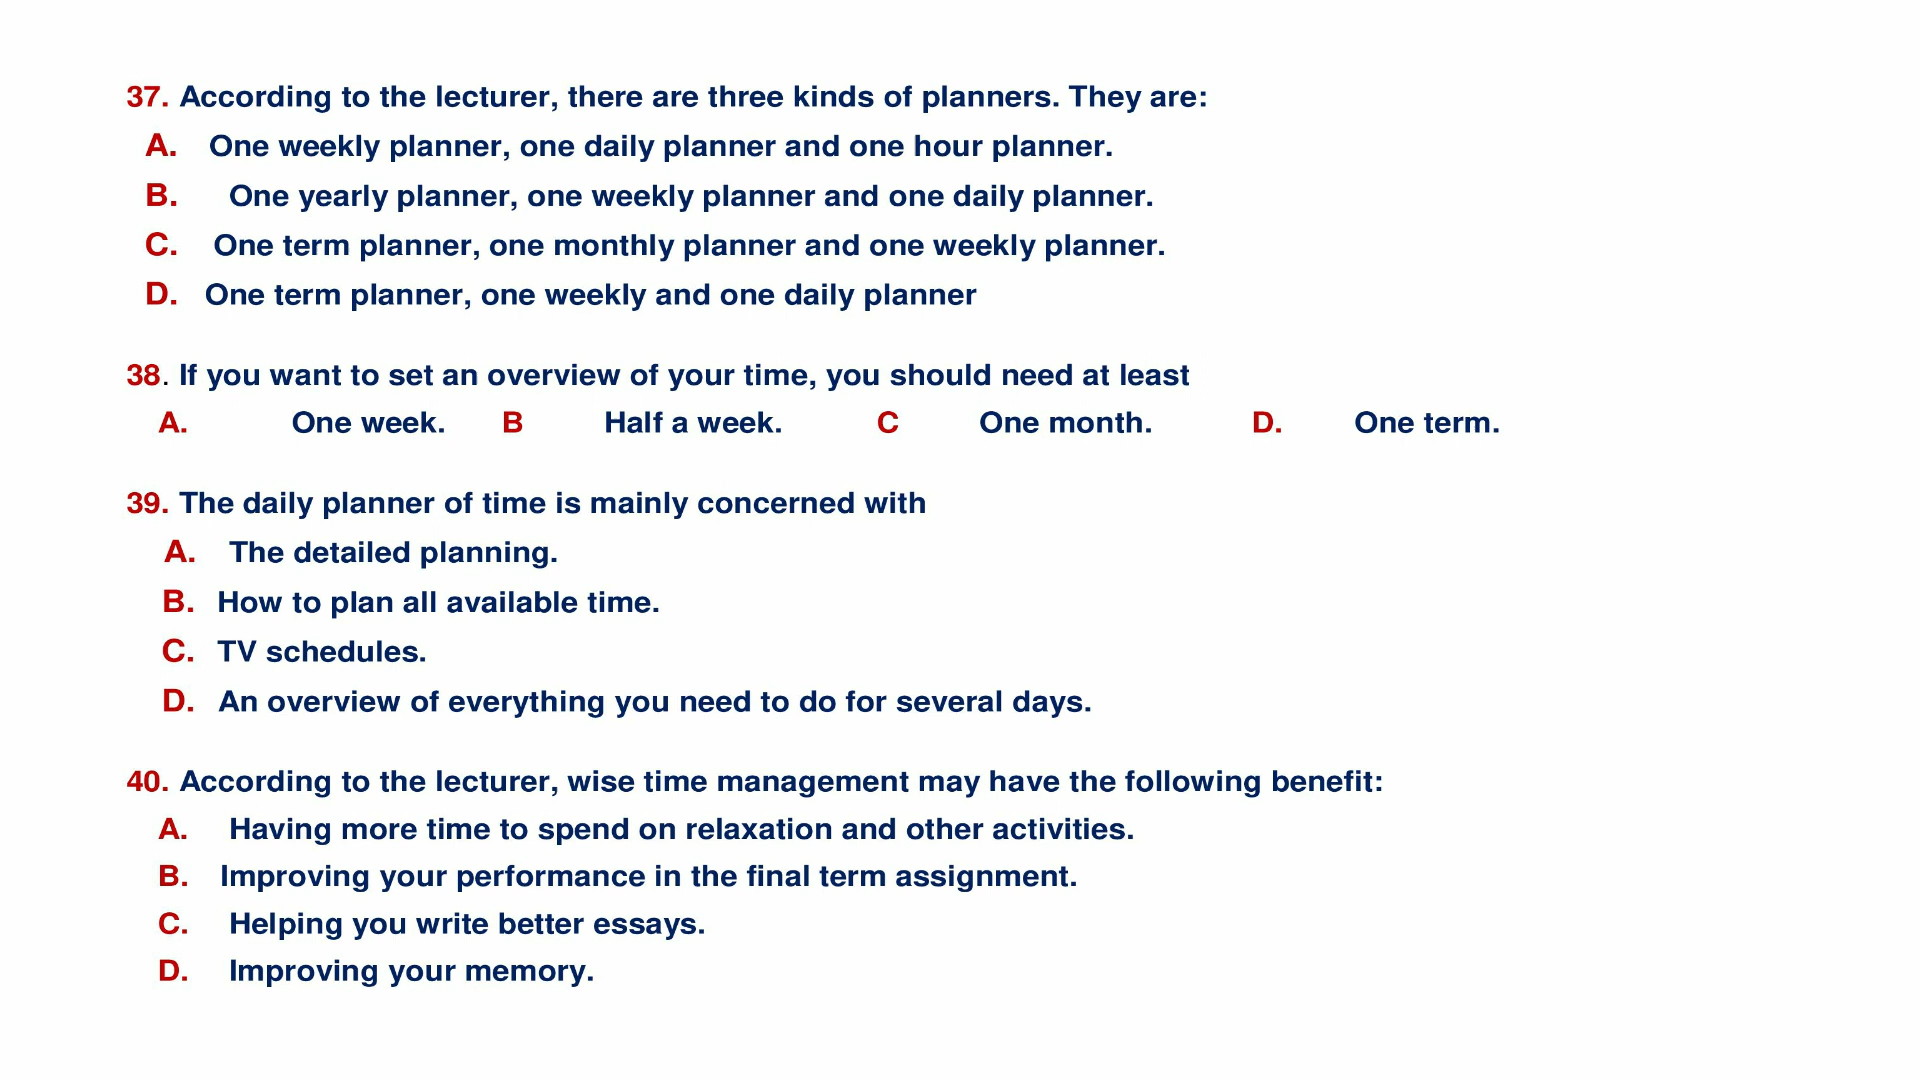 37. According to the lecturer, there are three kinds of planners. They are:
A. One weekly planner, one daily planner and one hour planner.
B. One yearly planner, one weekly planner and one daily planner.
C. One term planner, one monthly planner and one weekly planner.
D. One term planner, one weekly and one daily planner
38. If you want to set an overview of your time, you should need at least
A. One week. B Half a week. C One month. D. One term.
39. The daily planner of time is mainly concerned with
A. The detailed planning.
B. How to plan all available time.
C. TV schedules.
D. An overview of everything you need to do for several days.
40. According to the lecturer, wise time management may have the following benefit:
A. Having more time to spend on relaxation and other activities.
B. Improving your performance in the final term assignment.
C. Helping you write better essays.
D. Improving your memory.